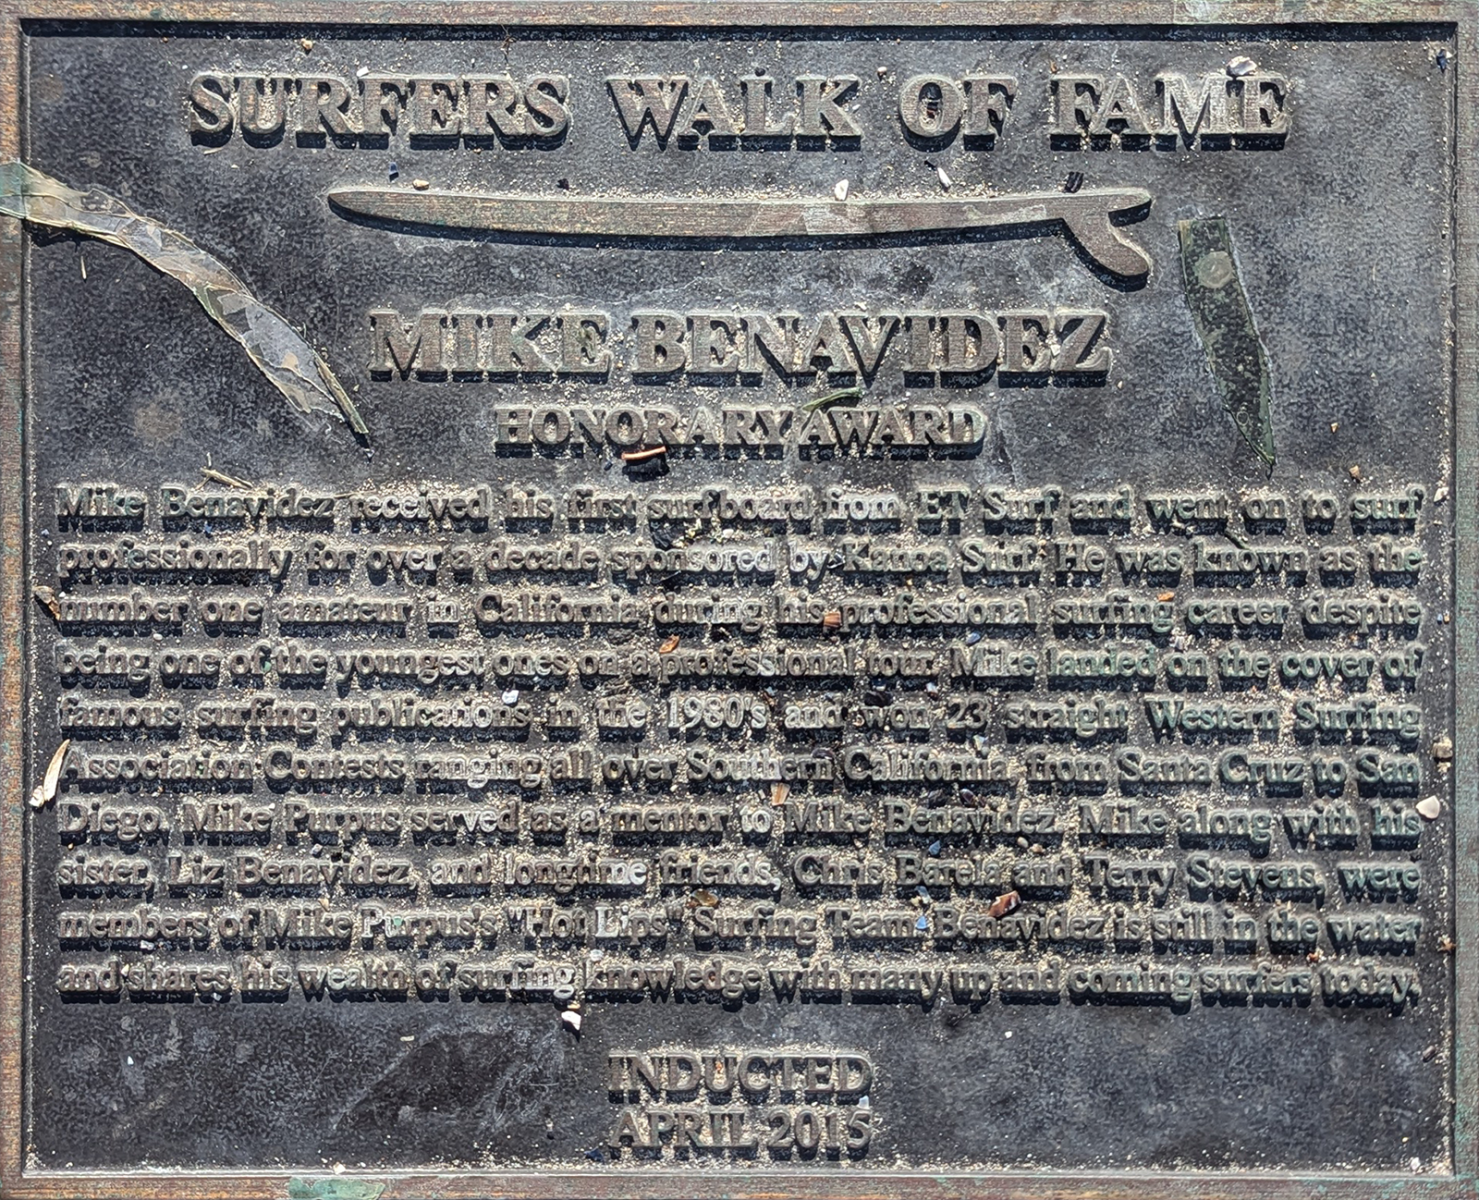 SURFERS WALK OF FAME
MIKE BENAVIDEZ
HONORARY AWARD
Mike Benavidez received his first surfboard from ET Surf and went on to surf
professionally for over a decade sponsored by Kanoa Surf. He was known as the
number one amateur in California during his professional surfing career despite
being one of the youngest ones on a professional tour. Mike landed on the cover of
famous surfing publications in the 1980's and won 23 straight Western Surfing
Association Contests ranging all over Southern California, from Santa Cruz to San
Diego. Mike Purpus served as a mentor to Mike Benavidez. Mike along with his
sister, Liz Benavidez, and longtime friends, Chris Barela and Terry Stevens, were
members of Mike Purpus's "Hot Lips" Surfing Team. Benavidez is still in the water
and shares his wealth of surfing knowledge with many up and coming surfers today.
INDUCTED
APRIL 2015